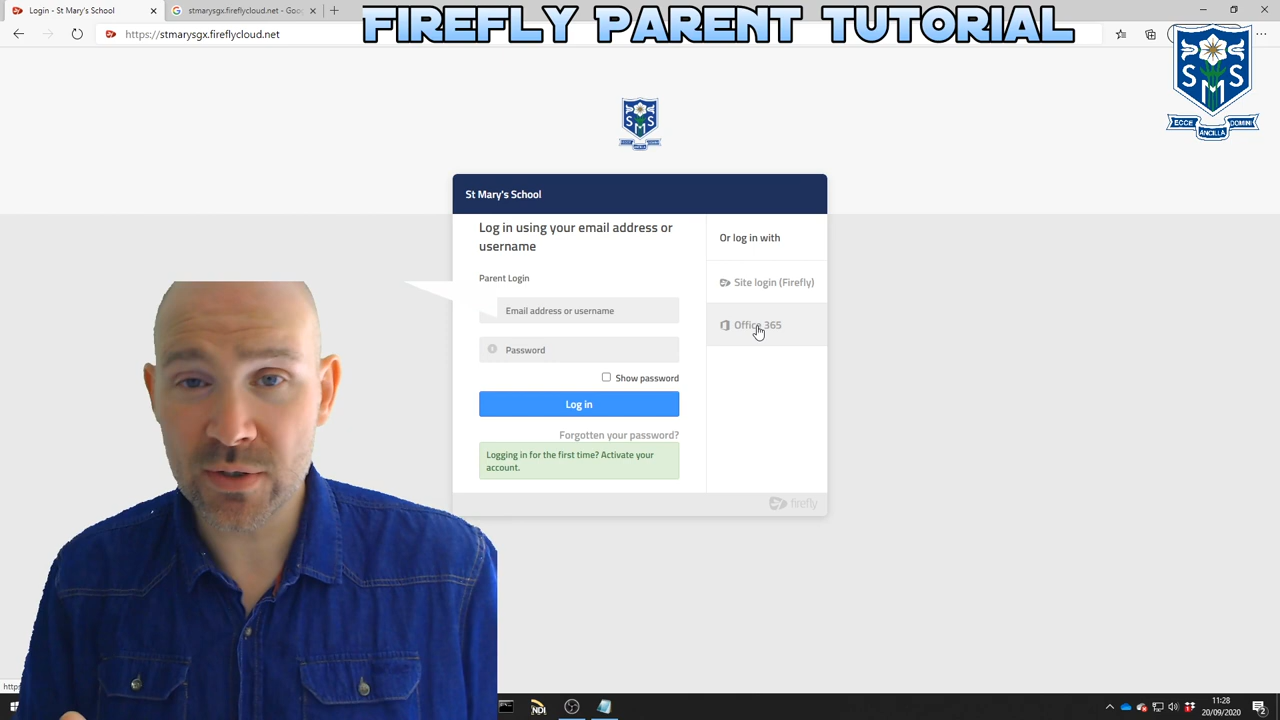 Login - St Mary's School
stmarysgx.fireflycloud.net - Goo
https://stmarysgx.fireflycloud.net
FIREFLY PARENT TUTORIAL
S S
M
ECCE DOMINI
ANCILLA
S S
M
St Mary's School
Log in using your email address or
username
Or log in with
Parent Login
Site login (Firefly)
Email address or username
Office 365
Password
Show password
Log in
Forgotten your password?
Logging in for the first time? Activate your
account.
firefly
NDI
11:28
20/09/2020
2